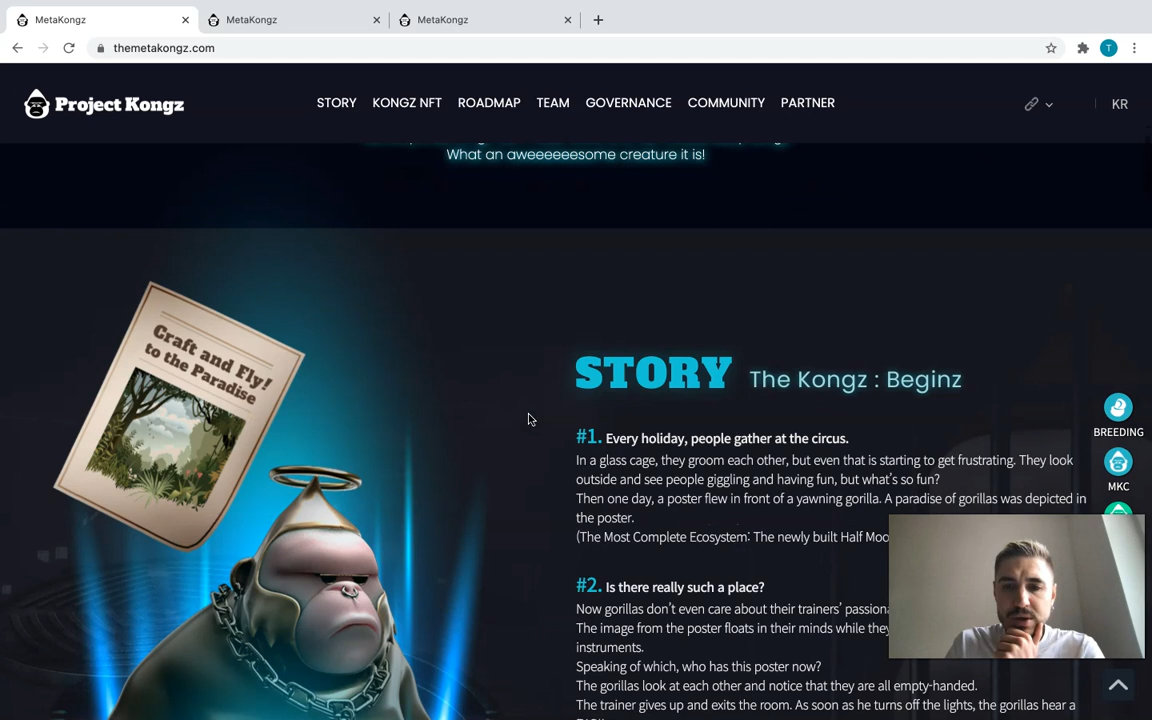 MetaKongz
MetaKongz
MetaKongz
themetakongz.com
T
Project Kongz
STORY
KONGZ NFT
ROADMAP
TEAM
GOVERNANCE
COMMUNITY
PARTNER
KR
What an aweeeeeesome creature it is!
Craft and Fly!
to the Paradise
STORY The Kongz : Beginz
#1. Every holiday, people gather at the circus.
In a glass cage, they groom each other, but even that is starting to get frustrating. They look
outside and see people giggling and having fun, but what's so fun?
Then one day, a poster flew in front of a yawning gorilla. A paradise of gorillas was depicted in
the poster.
(The Most Complete Ecosystem: The newly built Half
#2. Is there really such a place?
Now gorillas don't even care about their trainers'
The image from the poster floats in their minds while
instruments.
Speaking of which, who has this poster now?
The gorillas look at each other and notice that they are all empty-handed.
The trainer gives up and exits the room. As soon as he turns off the lights, the gorillas hear a
BREEDING
MKC